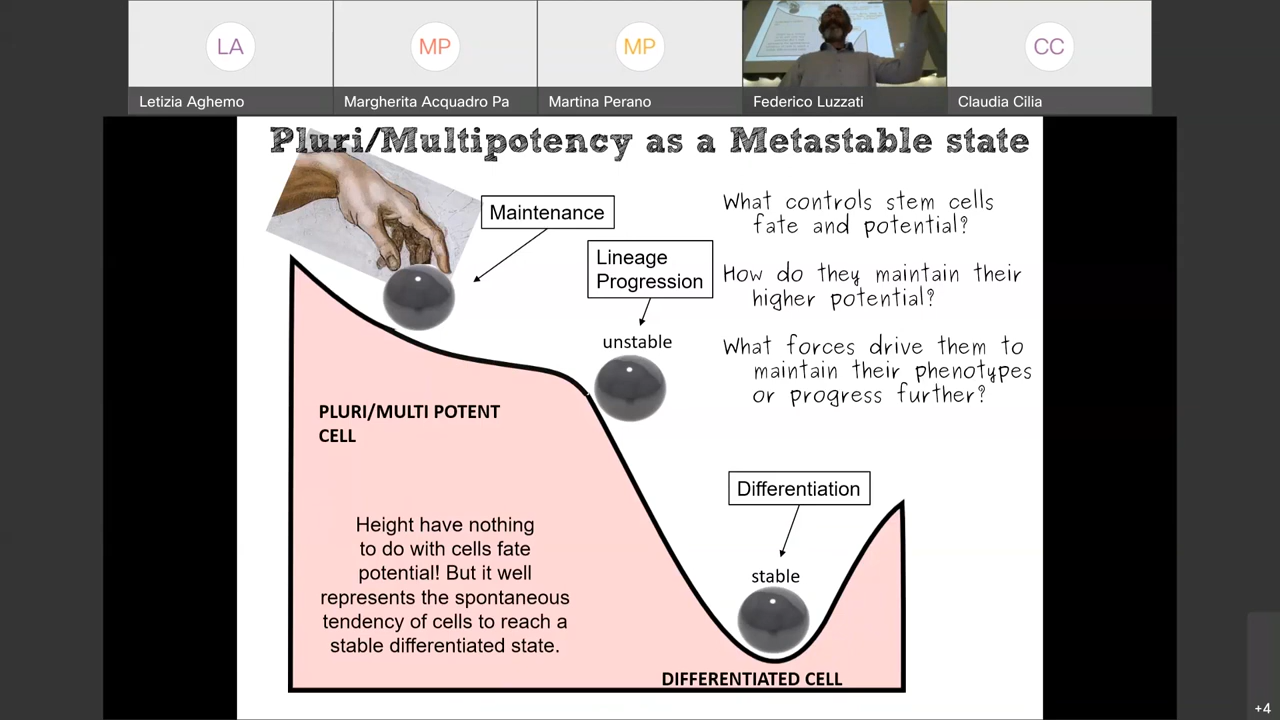 LA
MP
MP
CC
Letizia Aghemo
Margherita Acquadro Pa
Martina Perano
Federico Luzzati
Claudia Cilia
Pluri/Multipotency as a Metastable state
Maintenance
Lineage
Progression
unstable
What controls stem cells
fate and potential?
How do they maintain their
higher potential?
What forces drive them to
maintain their phenotypes
or progress further?
PLURI/MULTI POTENT
CELL
Height have nothing
to do with cells fate
potential! But it well
represents the spontaneous
tendency of cells to reach a
stable differentiated state.
Differentiation
stable
DIFFERENTIATED CELL
+4